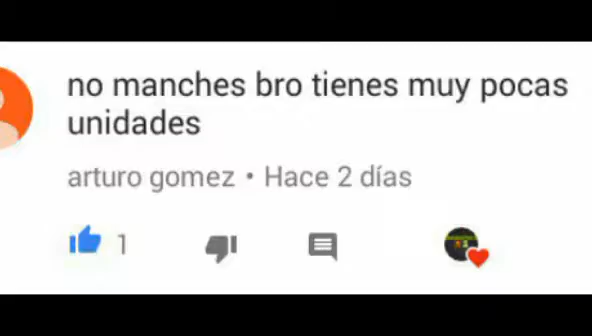 no manches bro tienes muy pocas
unidades
arturo gomez • Hace 2 días
1